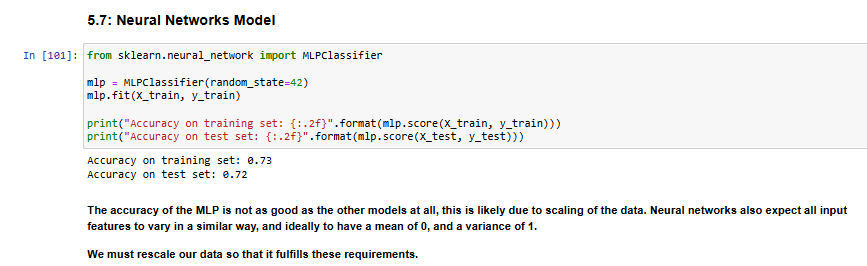 5.7: Neural Networks Model
In [101]: from sklearn.neural_network import MLPClassifier
mlp = MLPClassifier(random_state=42)
mlp.fit(X_train, y_train)
print("Accuracy on training set: {:.2f}".format(mlp.score(X_train, y_train)))
print("Accuracy on test set: {:.2f}".format(mlp.score(X_test, y_test)))
Accuracy on training set: 0.73
Accuracy on test set: 0.72
The accuracy of the MLP is not as good as the other models at all, this is likely due to scaling of the data. Neural networks also expect all input
features to vary in a similar way, and ideally to have a mean of 0, and a variance of 1.
We must rescale our data so that it fulfills these requirements.